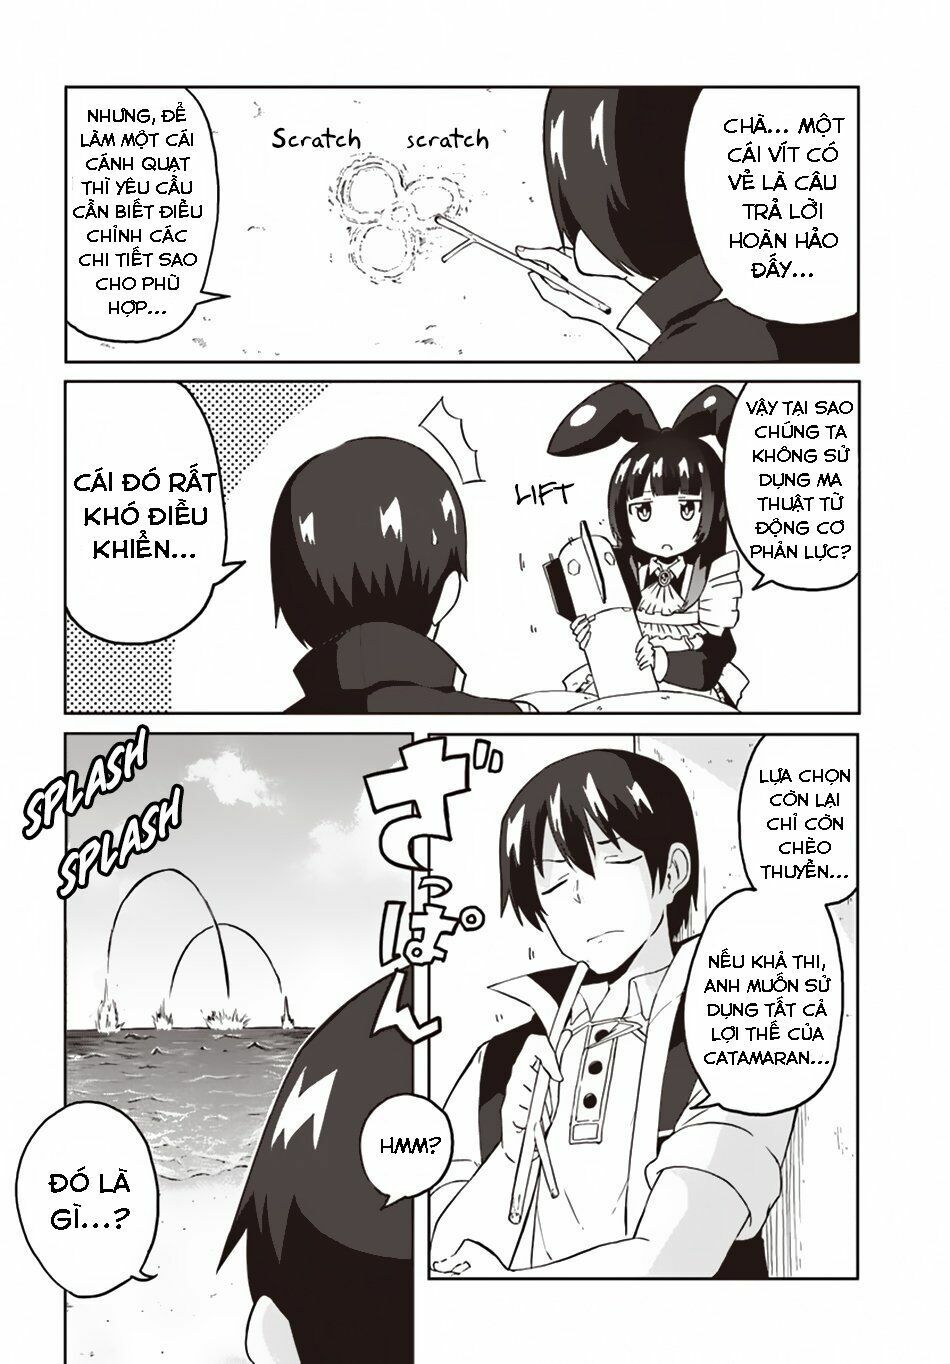 CHÀ... MỘT
CÁI VÍT CÓ
VẺ LÀ CÂU
TRẢ LỜI
HOÀN HẢO
ĐẤY...
Scratch scratch
NHƯNG, ĐỂ
LÀM MỘT CÁI
CÁNH QUẠT
THÌ YÊU CẦU
CẦN BIẾT ĐIỀU
CHỈNH CÁC
CHI TIẾT SAO
CHO PHÙ
HỢP...
VẬY TẠI SAO
CHÚNG TA
KHÔNG SỬ
DỤNG MA
THUẬT TỪ
ĐỘNG CƠ
PHẢN LỰC?
LIFT
CÁI ĐÓ RẤT
KHÓ ĐIỀU
KHIỂN...
LỰA CHỌN
CÒN LẠI
CHỈ CÒN
CHÈO
THUYỀN...
NẾU KHẢ THI,
ANH MUỐN SỬ
DỤNG TẤT CẢ
LỢI THẾ CỦA
CATAMARAN...
HMM?
ざっぱーん
SPLASH
SPLASH
ĐÓ LÀ
GÌ...?